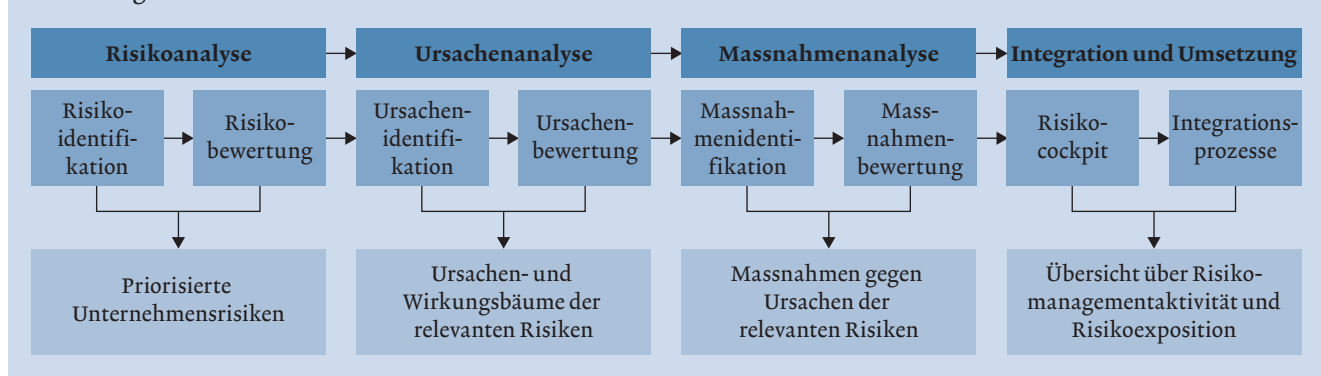 Risikoanalyse
Ursachenanalyse
Massnahmenanalyse
Integration und Umsetzung
Risiko-
identifi-
kation
Risiko-
bewertung
Ursachen-
identifi-
kation
Ursachen-
bewertung
Massnah-
menidenti-
fikation
Mass-
nahmen-
bewertung
Risiko-
cockpit
Integrations-
prozesse
Priorisierte
Unternehmensrisiken
Ursachen- und
Wirkungsbäume der
relevanten Risiken
Massnahmen gegen
Ursachen der
relevanten Risiken
Übersicht über Risiko-
managementaktivität und
Risikoexposition